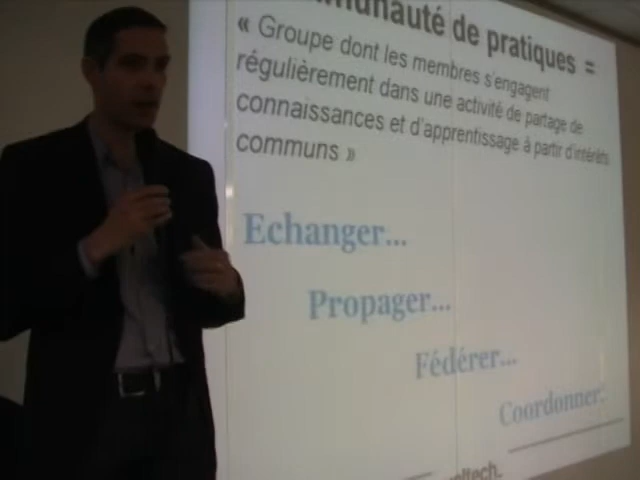 de pratiques =
« Groupe dont les membres s'engagent
régulièrement dans une activité de partage de
connaissances et d'apprentissage à partir d'intérêts
communs »
Echanger...
Propager...
Fédérer...
Coordonner.